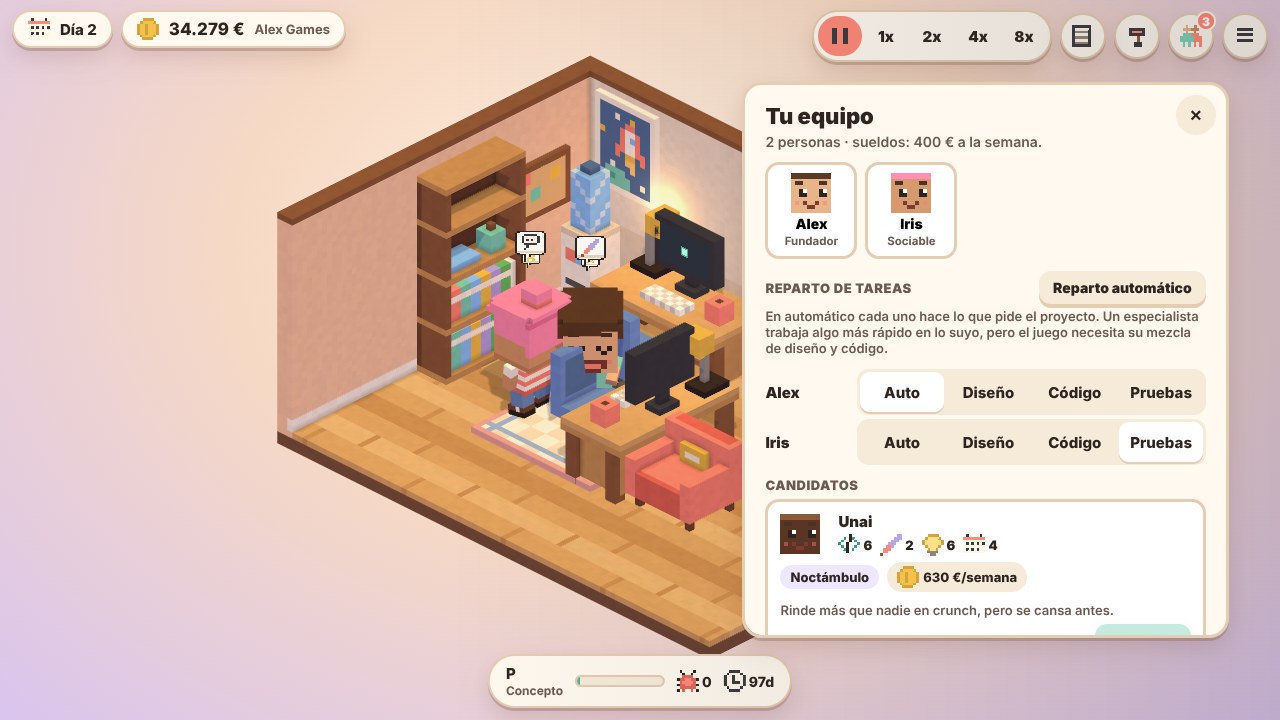 Día 2
34.279 € Alex Games
1x 2x 4x 8x
3
Tu equipo
×
2 personas · sueldos: 400 € a la semana.
Alex
Fundador
Iris
Sociable
REPARTO DE TAREAS
Reparto automático
En automático cada uno hace lo que pide el proyecto. Un especialista
trabaja algo más rápido en lo suyo, pero el juego necesita su mezcla
de diseño y código.
Alex Auto Diseño Código Pruebas
Iris Auto Diseño Código Pruebas
CANDIDATOS
Unai
6 2 6 4
Noctámbulo 630 €/semana
Rinde más que nadie en crunch, pero se cansa antes.
P
Concepto
0 97d